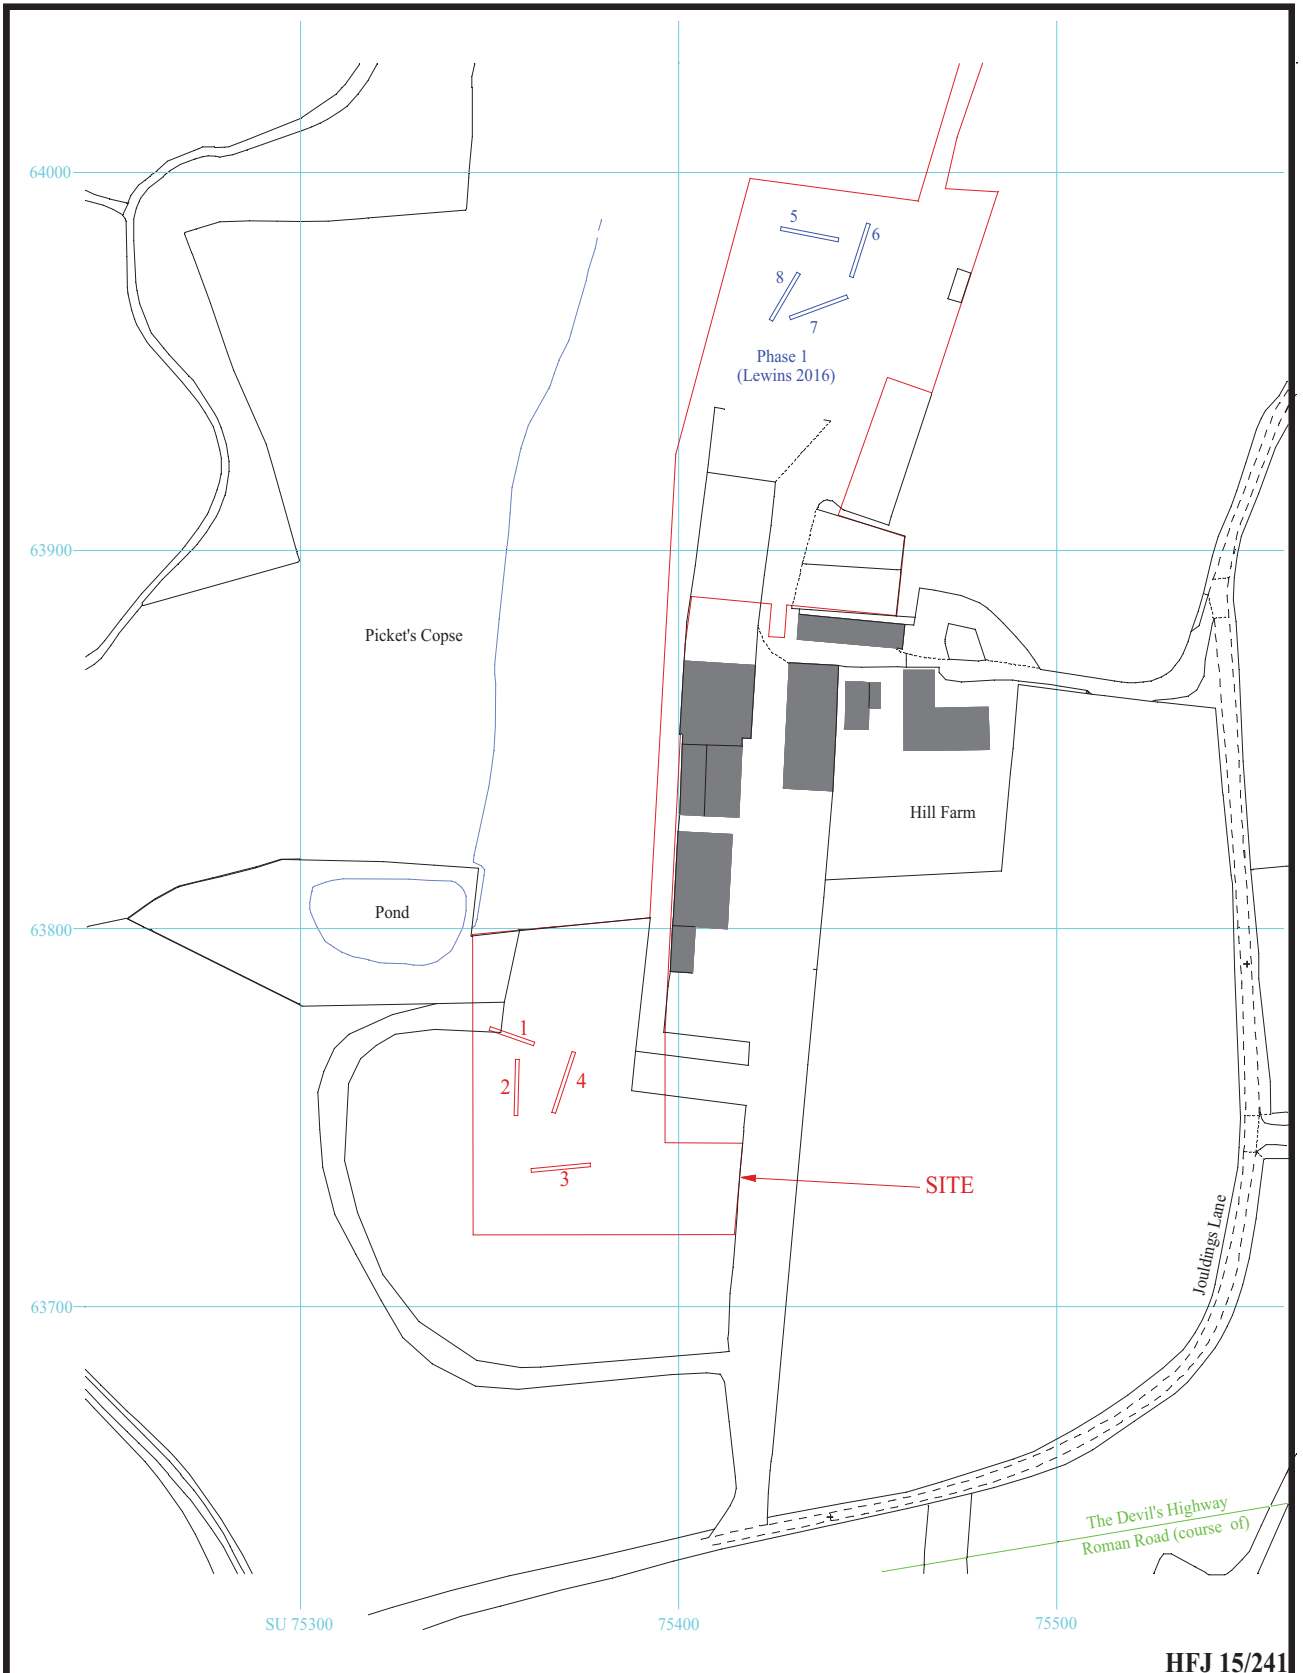 64000
5
6
8
7
Phase 1
(Lewins 2016)
63900
Picket's Copse
Hill Farm
Pond
63800
1
2
4
3
SITE
Jouldings Lane
63700
The Devil's Highway
Roman Road (course of)
SU 75300
75400
75500
HFJ 15/241